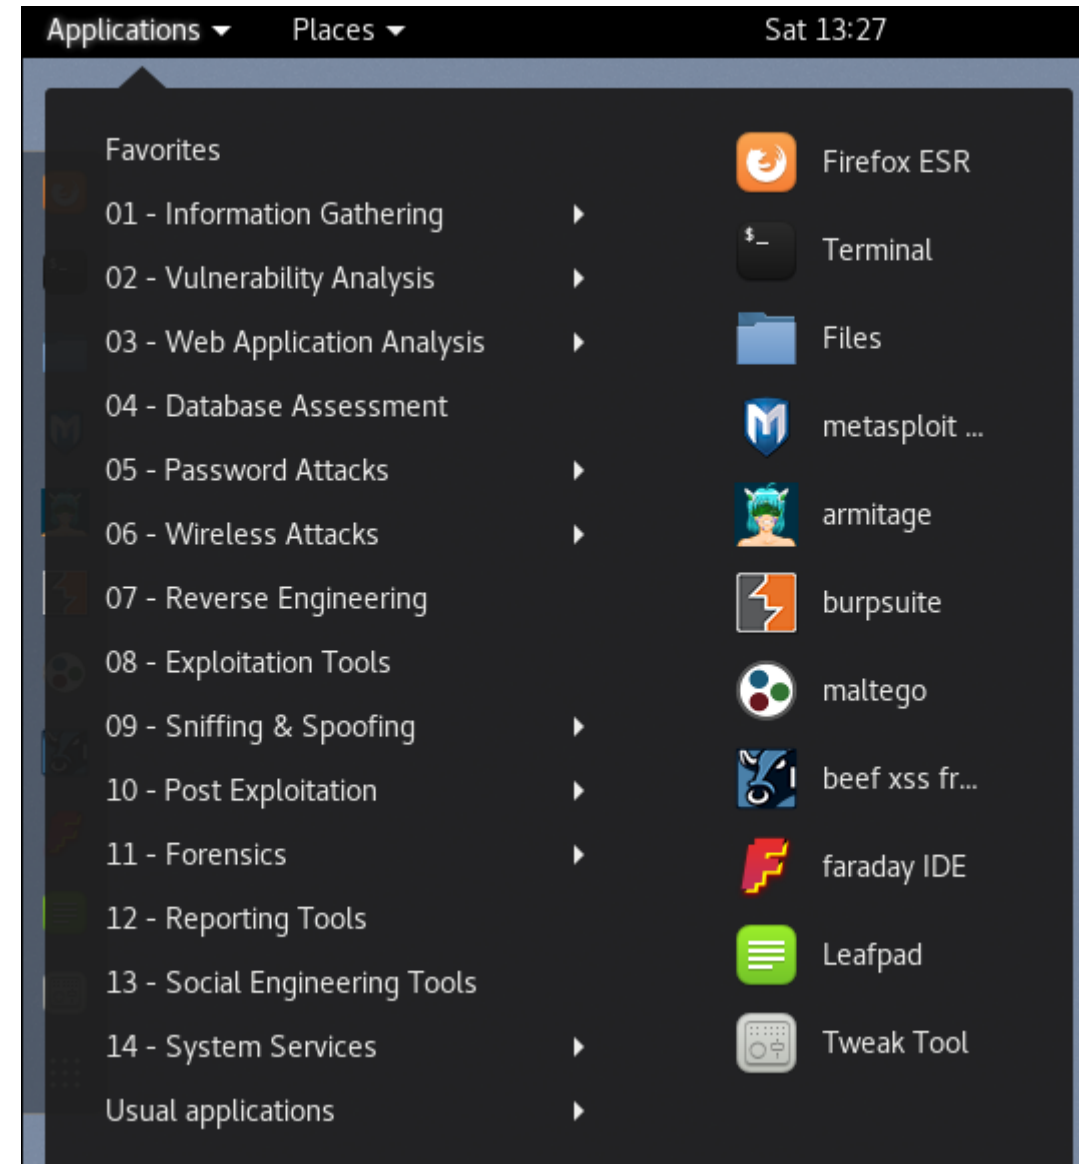 Applications Places Sat 13:27
Favorites
01 - Information Gathering
02 - Vulnerability Analysis
03 - Web Application Analysis
04 - Database Assessment
05 - Password Attacks
06 - Wireless Attacks
07 - Reverse Engineering
08 - Exploitation Tools
09 - Sniffing & Spoofing
10 - Post Exploitation
11 - Forensics
12 - Reporting Tools
13 - Social Engineering Tools
14 - System Services
Usual applications
Firefox ESR
$_
Terminal
Files
metasploit ...
armitage
burpsuite
maltego
beef xss fr...
faraday IDE
Leafpad
Tweak Tool